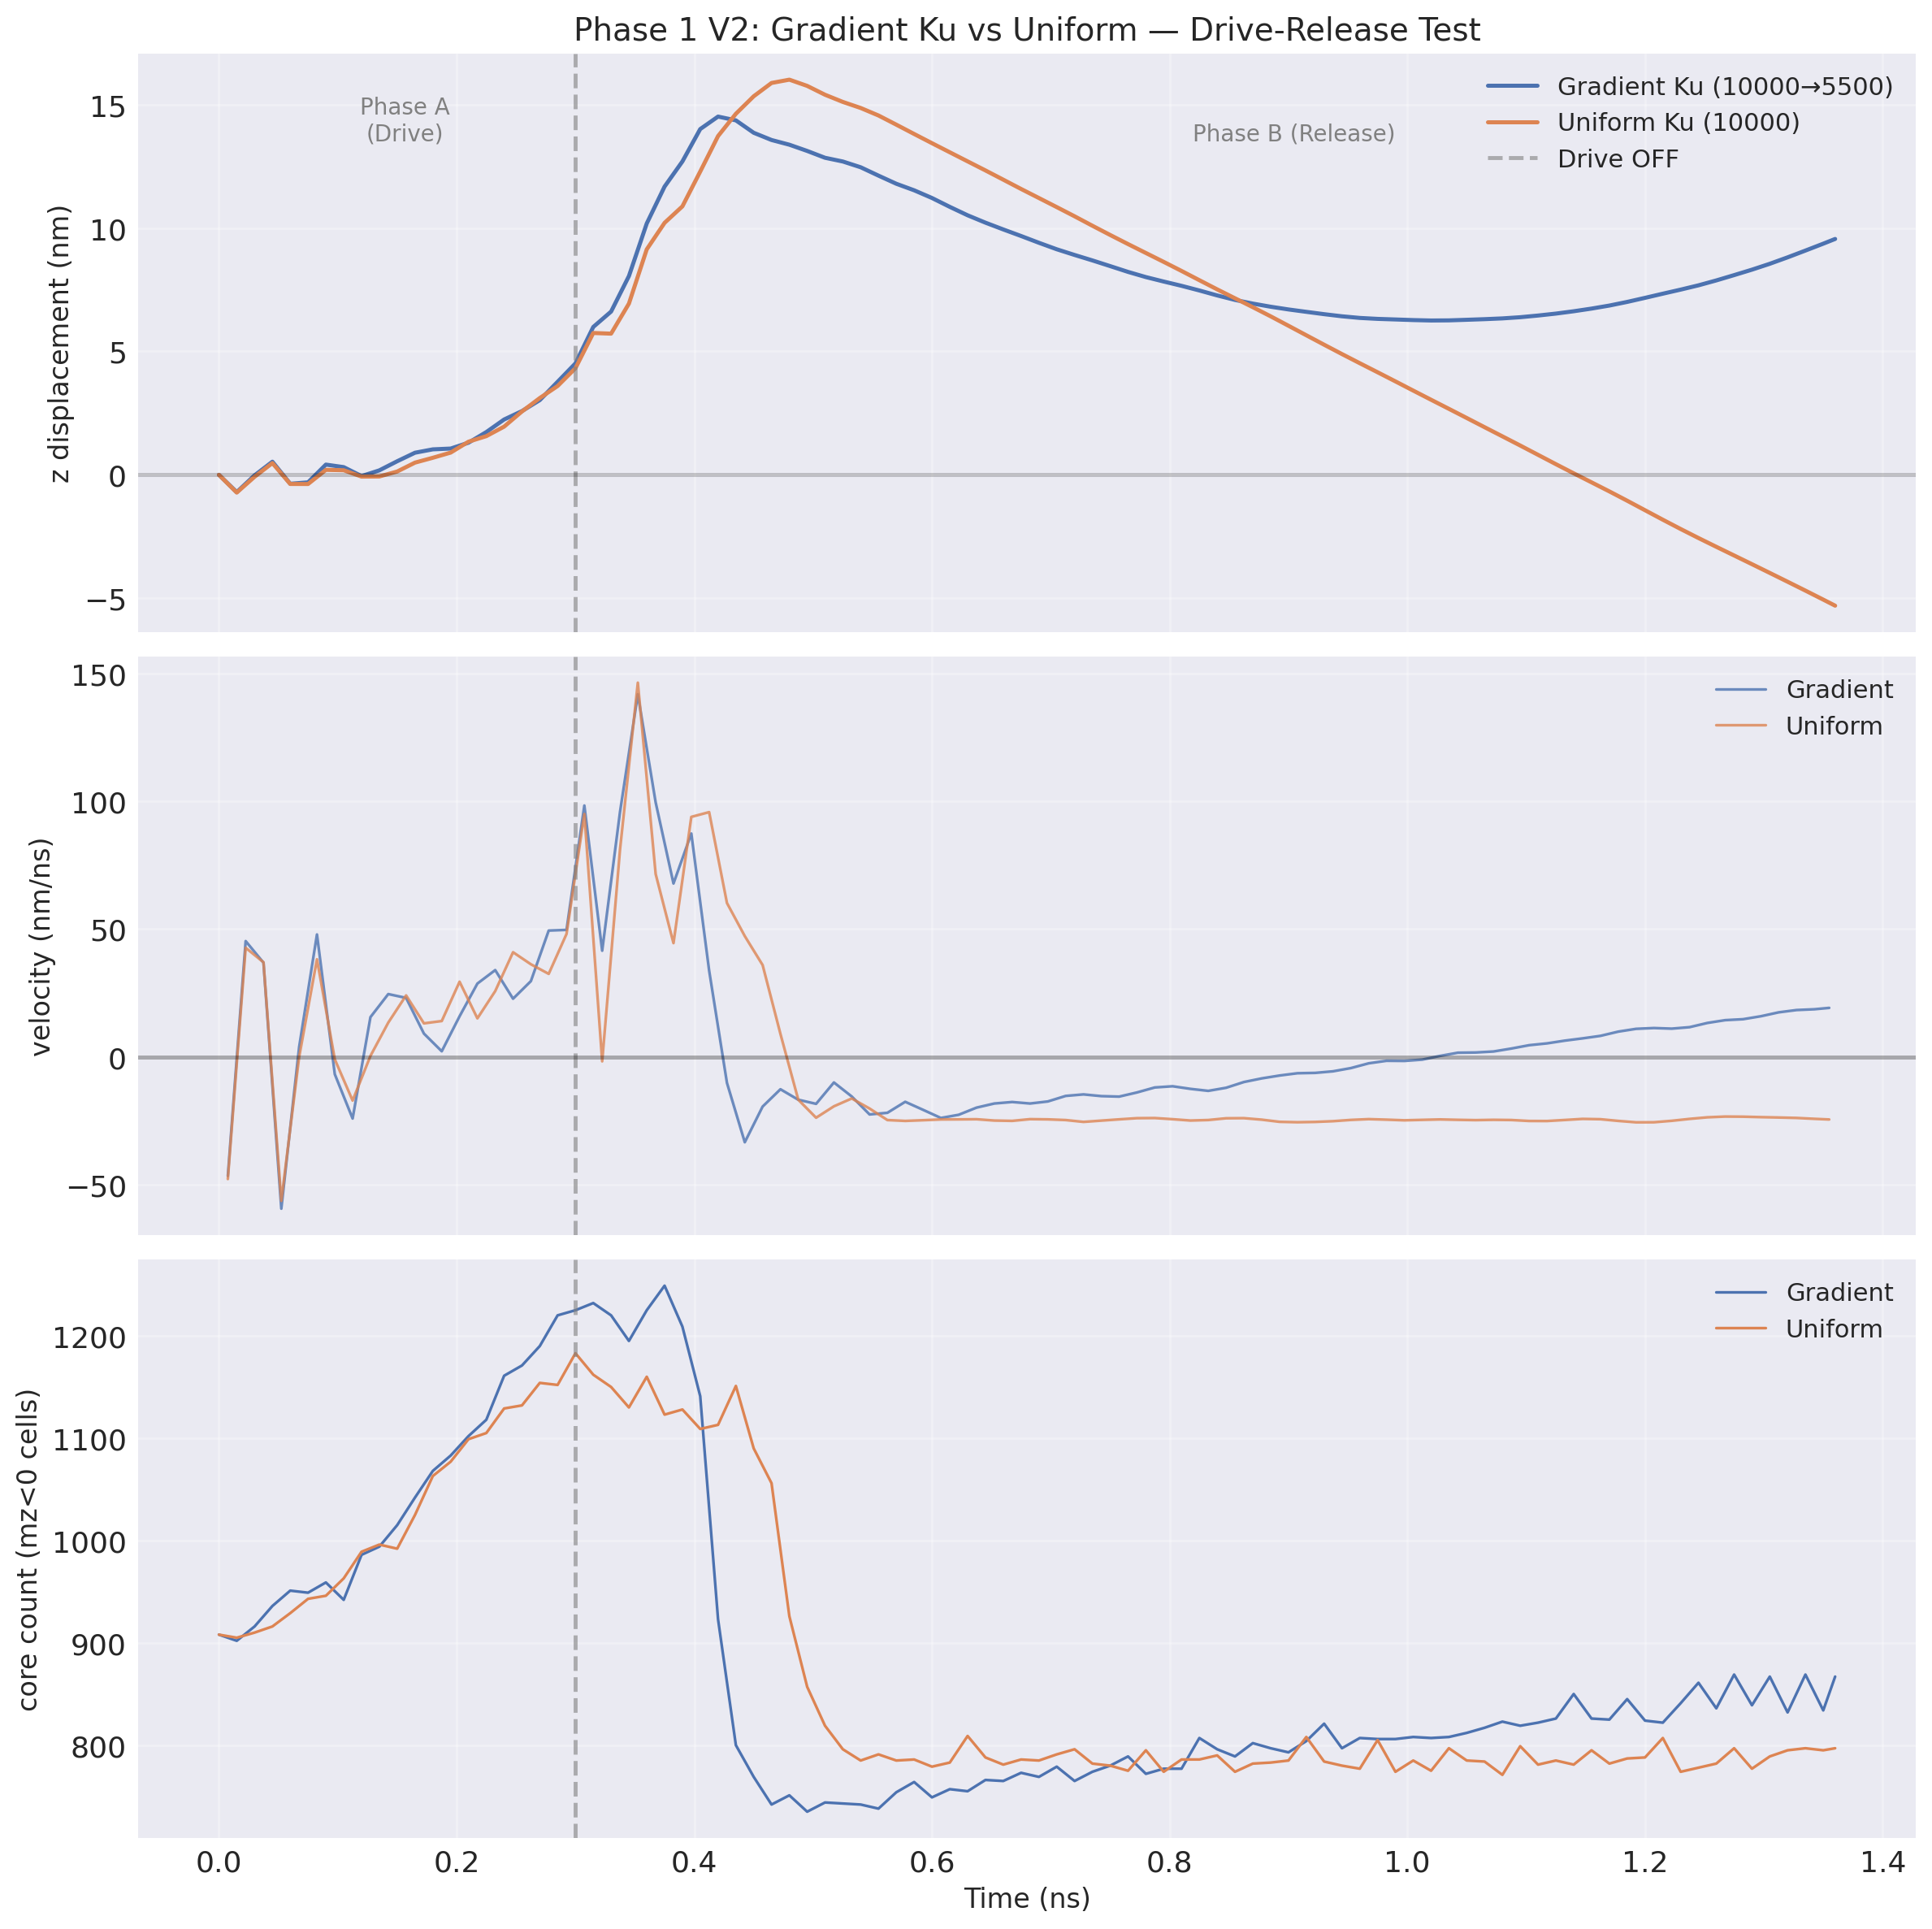 Phase 1 V2: Gradient Ku vs Uniform — Drive-Release Test
z displacement (nm)
15
10
5
0
−5
Phase A
(Drive)
Phase B (Release)
Gradient Ku (10000→5500)
Uniform Ku (10000)
Drive OFF
velocity (nm/ns)
150
100
50
0
−50
Gradient
Uniform
core count (mz<0 cells)
1200
1100
1000
900
800
Gradient
Uniform
0.0 0.2 0.4 0.6 0.8 1.0 1.2 1.4
Time (ns)